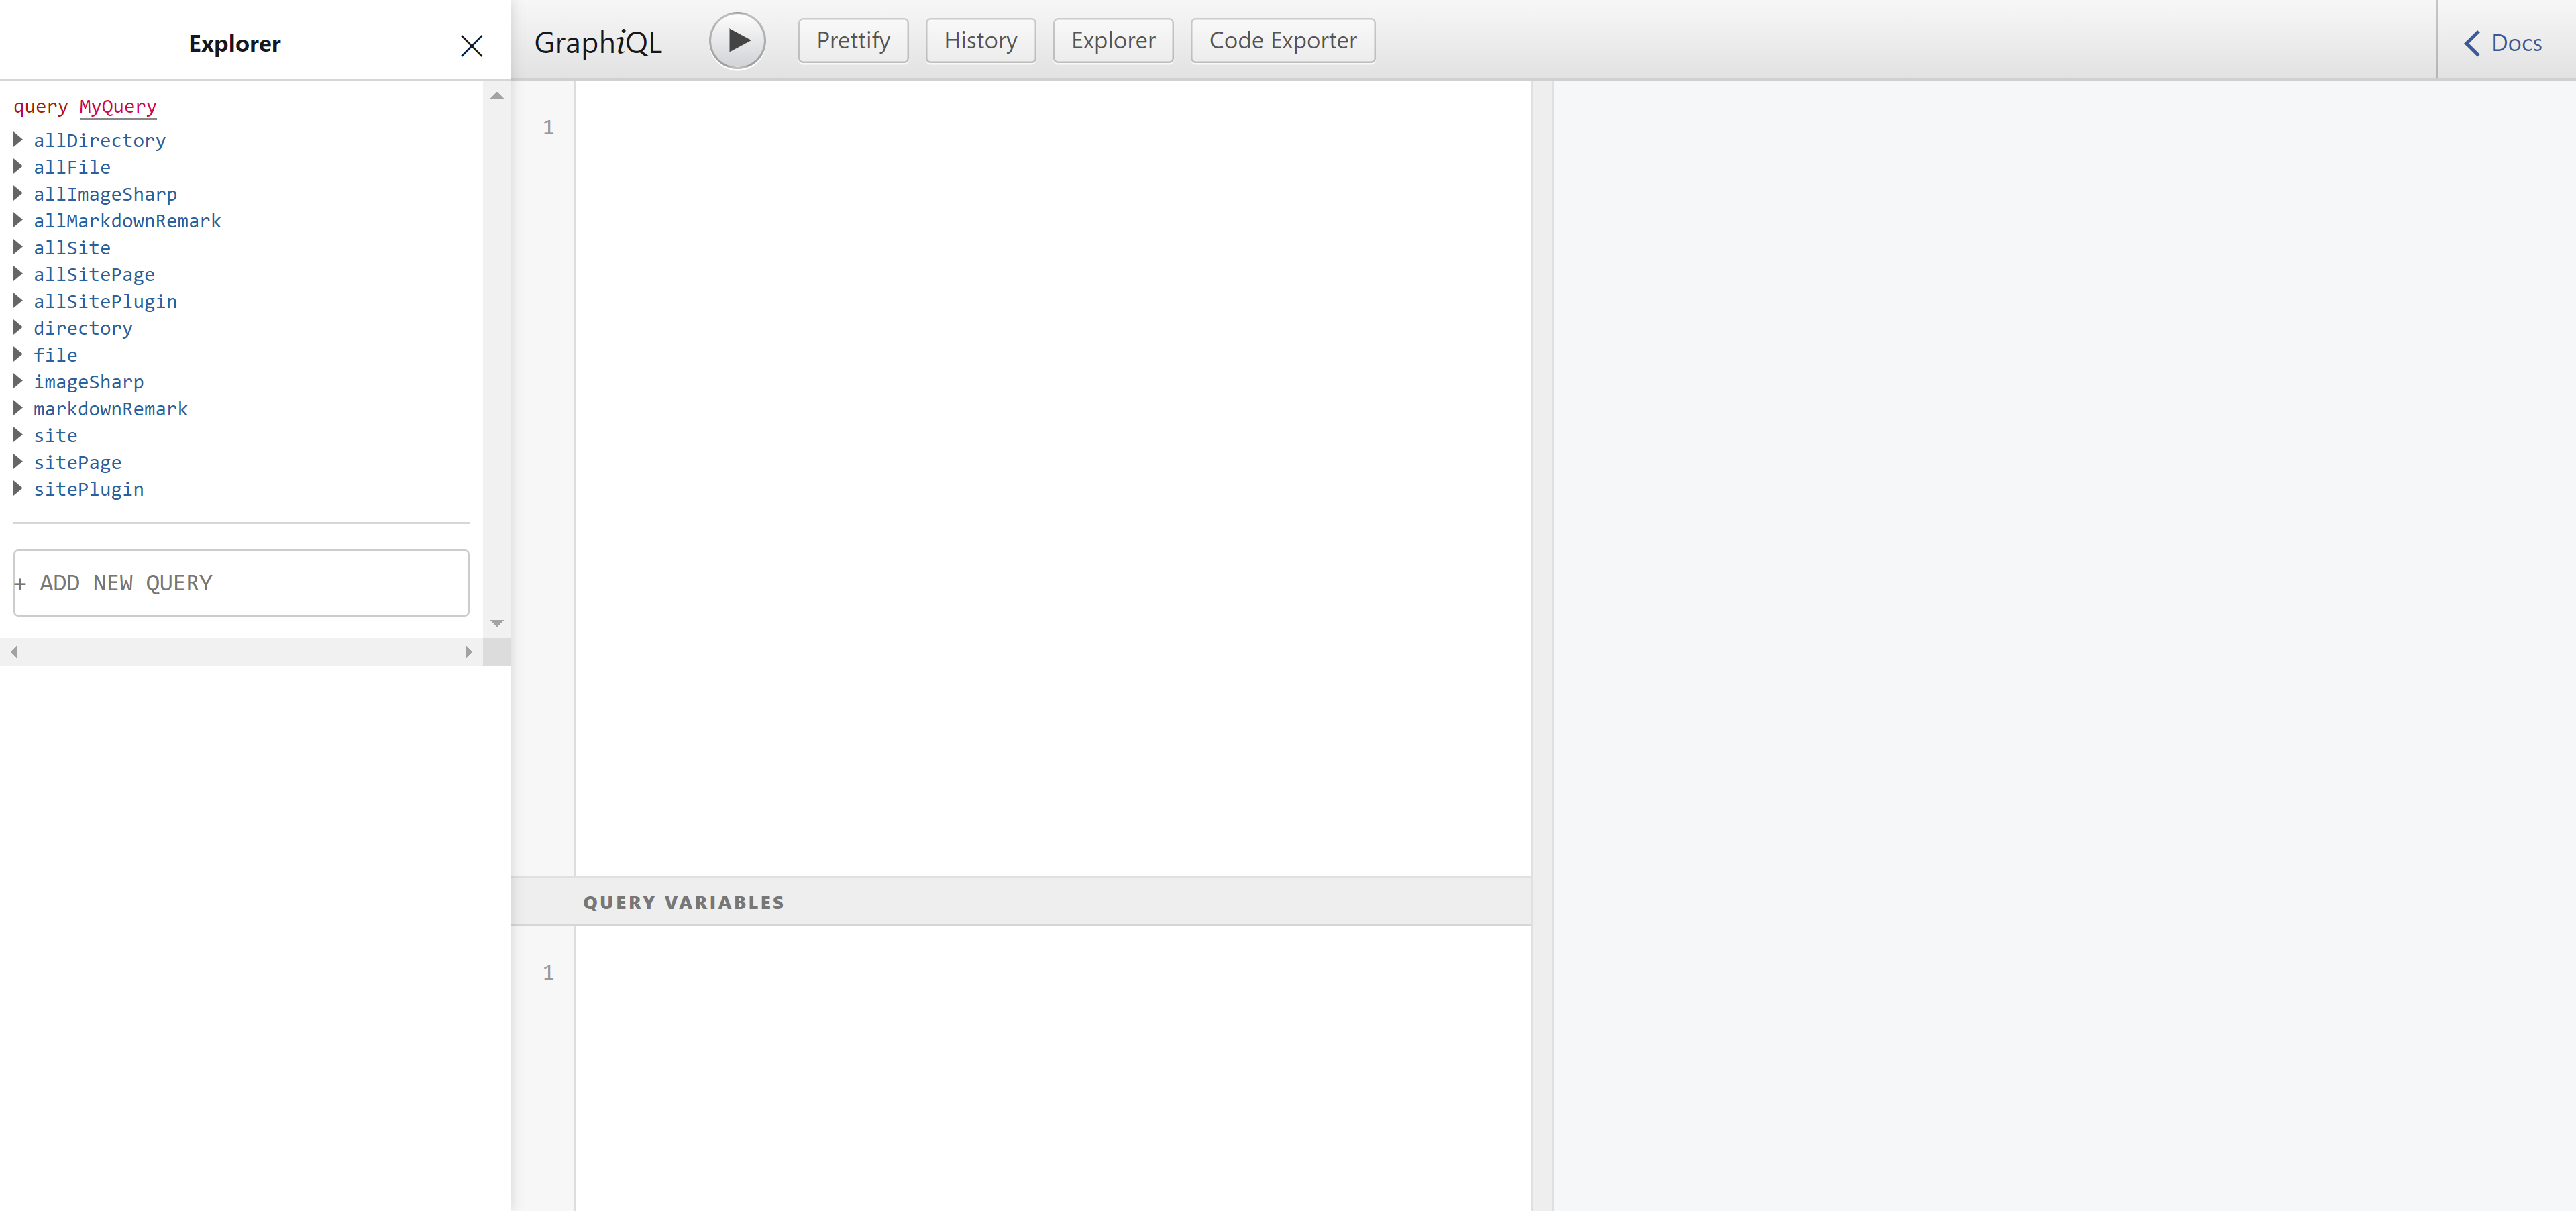 Explorer
GraphiQL
Prettify
History
Explorer
Code Exporter
Docs
query MyQuery
allDirectory
allFile
allImageSharp
allMarkdownRemark
allSite
allSitePage
allSitePlugin
directory
file
imageSharp
markdownRemark
site
sitePage
sitePlugin
+ ADD NEW QUERY
1
QUERY VARIABLES
1